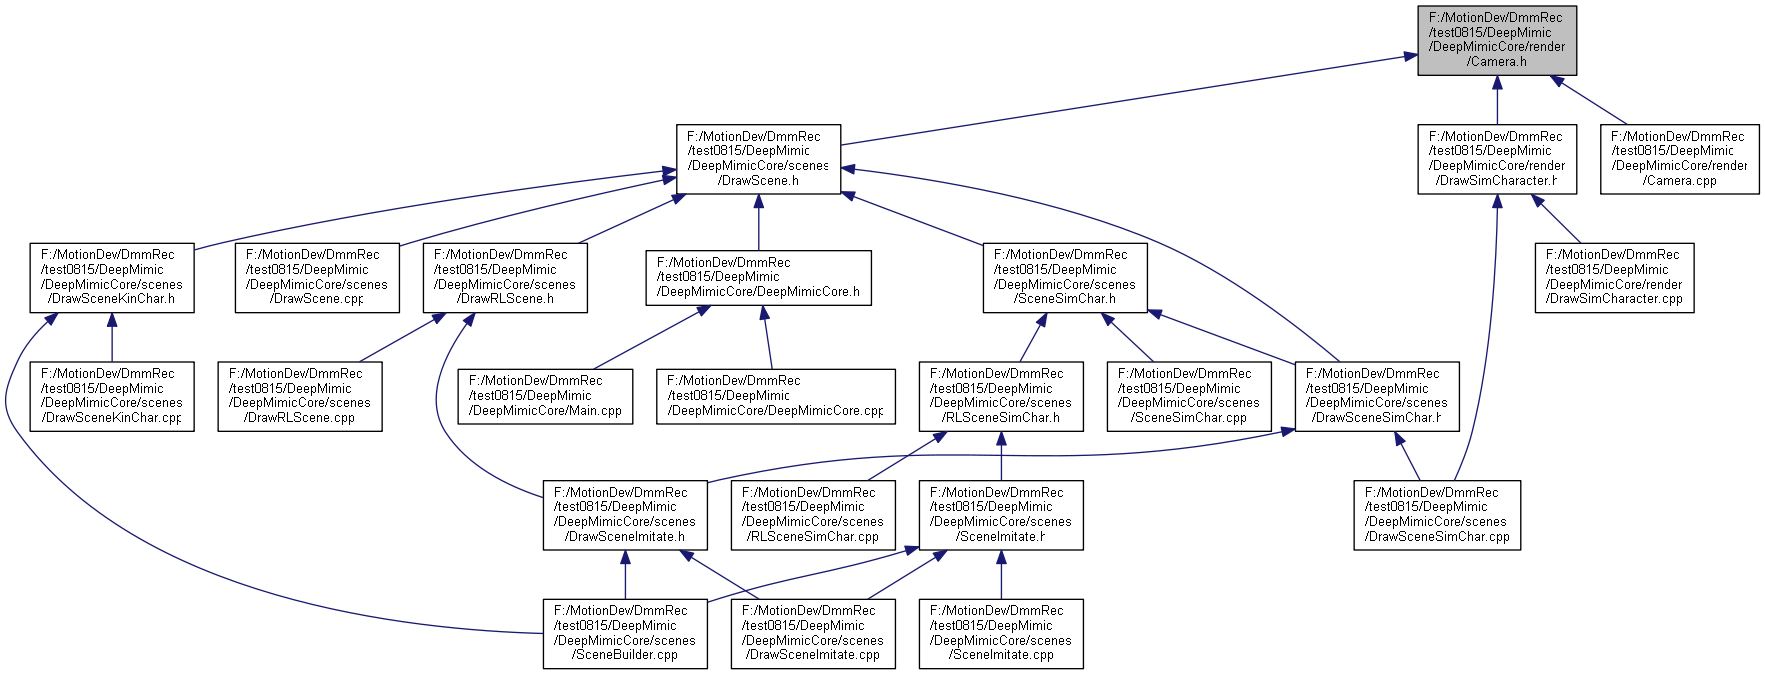 F:/MotionDev/DmmRec
/test0815/DeepMimic
/DeepMimicCore/render
/Camera.h
F:/MotionDev/DmmRec
/test0815/DeepMimic
/DeepMimicCore/scenes
/DrawScene.h
F:/MotionDev/DmmRec
/test0815/DeepMimic
/DeepMimicCore/render
/DrawSimCharacter.h
F:/MotionDev/DmmRec
/test0815/DeepMimic
/DeepMimicCore/render
/Camera.cpp
F:/MotionDev/DmmRec
/test0815/DeepMimic
/DeepMimicCore/scenes
/DrawSceneKinChar.h
F:/MotionDev/DmmRec
/test0815/DeepMimic
/DeepMimicCore/scenes
/DrawScene.cpp
F:/MotionDev/DmmRec
/test0815/DeepMimic
/DeepMimicCore/scenes
/DrawRLScene.h
F:/MotionDev/DmmRec
/test0815/DeepMimic
/DeepMimicCore/DeepMimicCore.h
F:/MotionDev/DmmRec
/test0815/DeepMimic
/DeepMimicCore/scenes
/SceneSimChar.h
F:/MotionDev/DmmRec
/test0815/DeepMimic
/DeepMimicCore/render
/DrawSimCharacter.cpp
F:/MotionDev/DmmRec
/test0815/DeepMimic
/DeepMimicCore/scenes
/DrawSceneKinChar.cpp
F:/MotionDev/DmmRec
/test0815/DeepMimic
/DeepMimicCore/scenes
/DrawRLScene.cpp
F:/MotionDev/DmmRec
/test0815/DeepMimic
/DeepMimicCore/Main.cpp
F:/MotionDev/DmmRec
/test0815/DeepMimic
/DeepMimicCore/DeepMimicCore.cpp
F:/MotionDev/DmmRec
/test0815/DeepMimic
/DeepMimicCore/scenes
/RLSceneSimChar.h
F:/MotionDev/DmmRec
/test0815/DeepMimic
/DeepMimicCore/scenes
/SceneSimChar.cpp
F:/MotionDev/DmmRec
/test0815/DeepMimic
/DeepMimicCore/scenes
/DrawSceneSimChar.h
F:/MotionDev/DmmRec
/test0815/DeepMimic
/DeepMimicCore/scenes
/DrawSceneImitate.h
F:/MotionDev/DmmRec
/test0815/DeepMimic
/DeepMimicCore/scenes
/RLSceneSimChar.cpp
F:/MotionDev/DmmRec
/test0815/DeepMimic
/DeepMimicCore/scenes
/SceneImitate.h
F:/MotionDev/DmmRec
/test0815/DeepMimic
/DeepMimicCore/scenes
/DrawSceneSimChar.cpp
F:/MotionDev/DmmRec
/test0815/DeepMimic
/DeepMimicCore/scenes
/SceneBuilder.cpp
F:/MotionDev/DmmRec
/test0815/DeepMimic
/DeepMimicCore/scenes
/DrawSceneImitate.cpp
F:/MotionDev/DmmRec
/test0815/DeepMimic
/DeepMimicCore/scenes
/SceneImitate.cpp